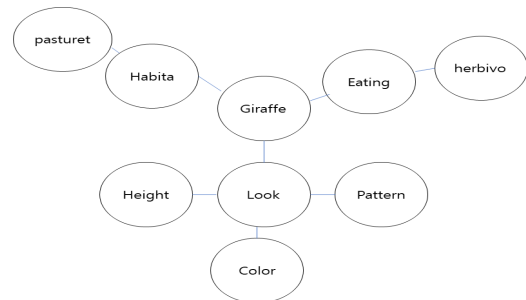 pasturet
Habita
Eating
herbivo
Giraffe
Height
Look
Pattern
Color